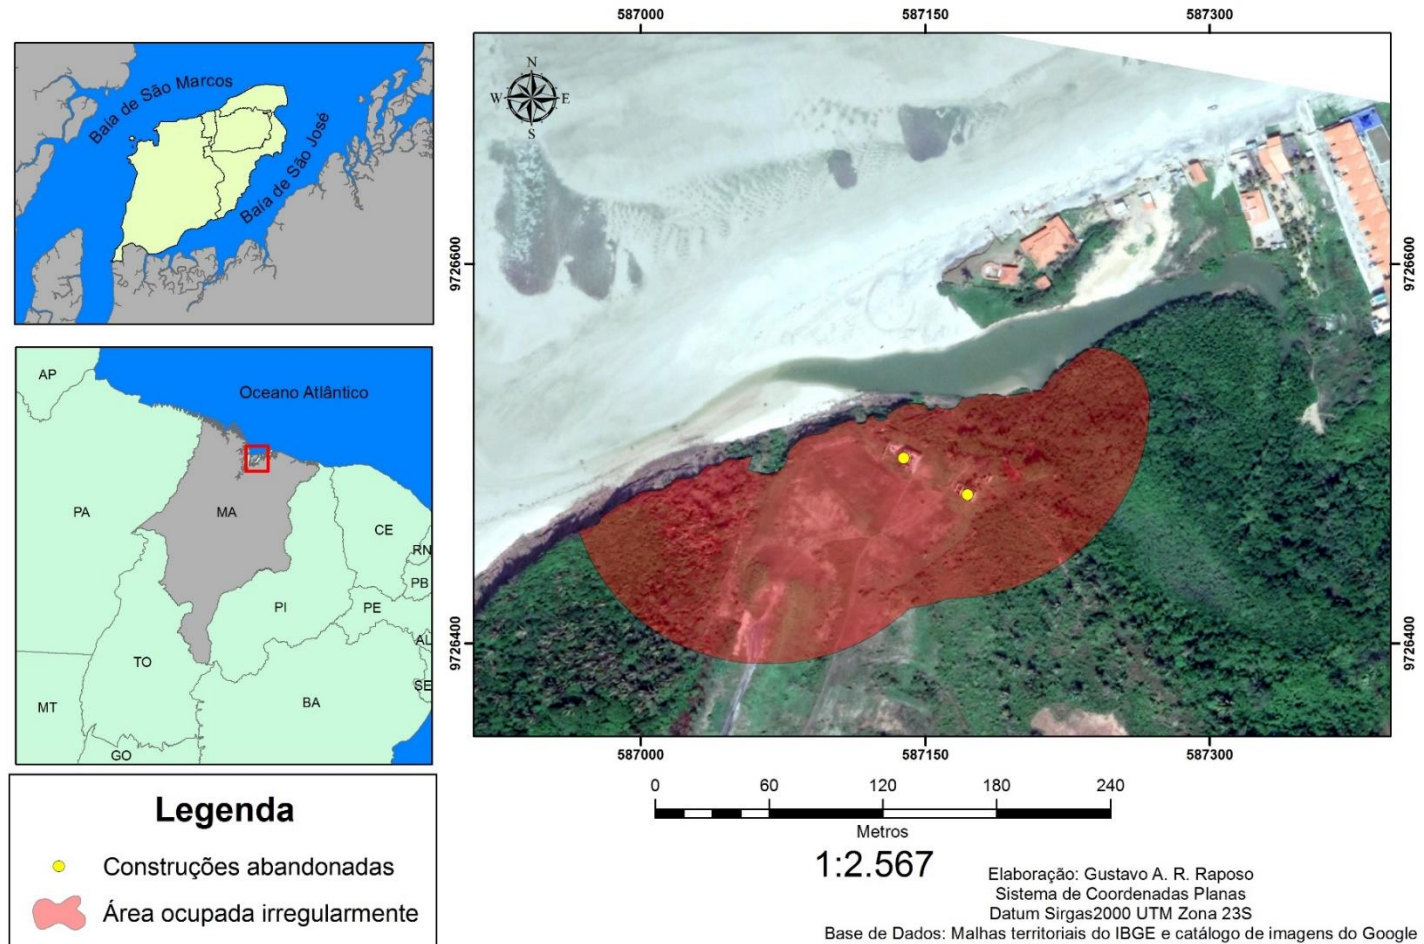 587000
587150
587300
N
W
E
S
Baía de São Marcos
Baía de São José
9726600
9726600
Oceano Atlântico
AP
PA
MA
CE
RN
PB
PI
PE
AL
TO
SE
BA
MT
GO
9726400
9726400
587000
587150
587300
0 60 120 180 240
Metros
1:2.567
Legenda
Construções abandonadas
Área ocupada irregularmente
Elaboração: Gustavo A. R. Raposo
Sistema de Coordenadas Planas
Datum Sirgas2000 UTM Zona 23S
Base de Dados: Malhas territoriais do IBGE e catálogo de imagens do Google